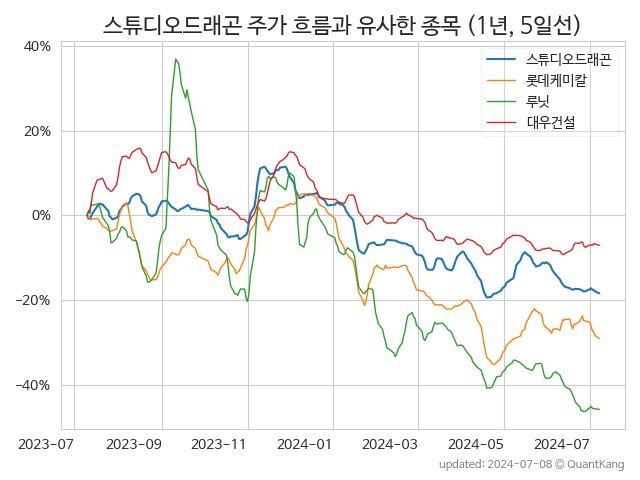 스튜디오드래곤 주가 흐름과 유사한 종목 (1년, 5일선)
40%
20%
0%
−20%
−40%
스튜디오드래곤
롯데케미칼
루닛
대우건설
2023-07
2023-09
2023-11
2024-01
2024-03
2024-05
2024-07
updated: 2024-07-08 @ QuantKang